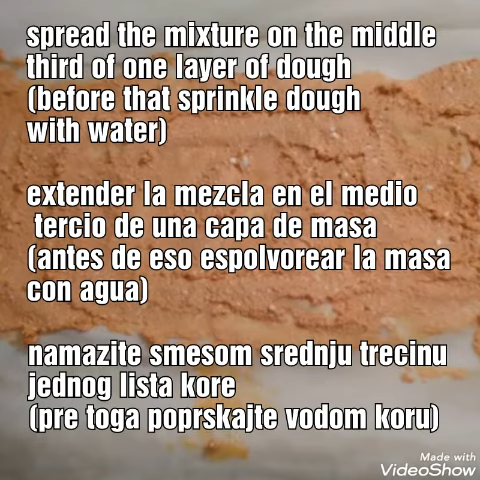 spread the mixture on the middle
third of one layer of dough
(before that sprinkle dough
with water)
extender la mezcla en el medio
tercio de una capa de masa
(antes de eso espolvorear la masa
con agua)
namazite smesom srednju trecinu
jednog lista kore
(pre toga poprskajte vodom koru)
Made with
VideoShow